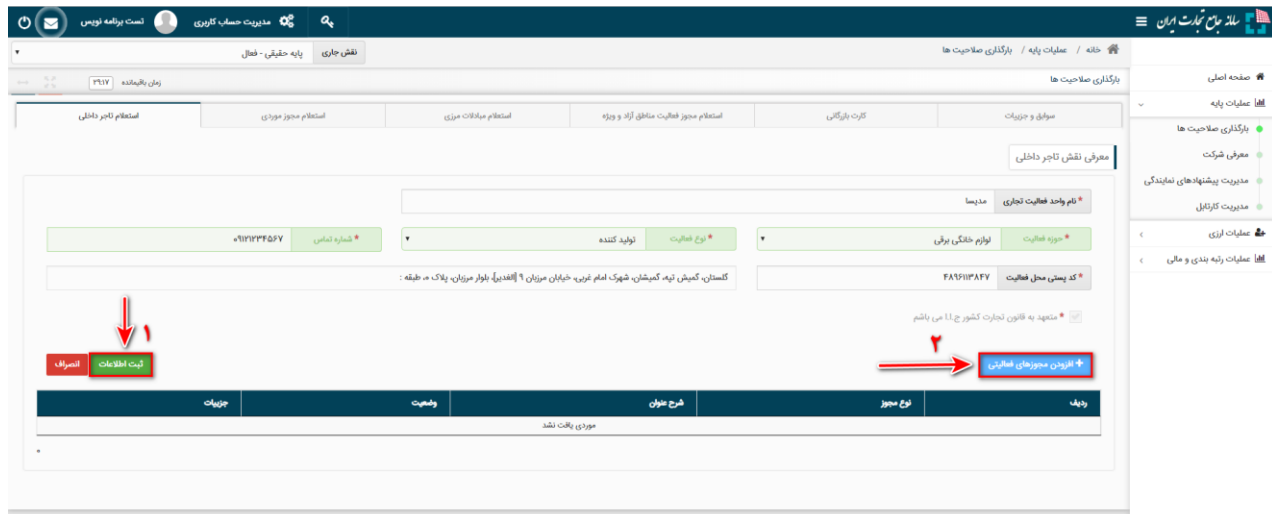 سامانه جامع تجارت ایران
مدیریت حساب کاربری
تست برنامه نویس
خانه / عملیات پایه / بارگذاری صلاحیت ها
نقش جاری پایه حقیقی - فعال
بارگذاری صلاحیت ها
زمان باقیمانده ۲۹:۱۷
صفحه اصلی
عملیات پایه
بارگذاری صلاحیت ها
معرفی شرکت
مدیریت پیشنهادهای نمایندگی
مدیریت کارتابل
عملیات ارزی
عملیات رتبه بندی و مالی
سوابق و جزییات
کارت بازرگانی
استعلام مجوز فعالیت مناطق آزاد و ویژه
استعلام مبادلات مرزی
استعلام مجوز موردی
استعلام تاجر داخلی
معرفی نقش تاجر داخلی
* نام واحد فعالیت تجاری مدیسا
* حوزه فعالیت لوازم خانگی برقی
* نوع فعالیت تولید کننده
* شماره تماس ۰۹۱۲۱۲۳۴۵۶۷
* کد پستی محل فعالیت ۴۸۹۶۱۱۳۸۴۷
گلستان، گمیش تپه، گمیشان، شهرک امام غربی، خیابان مرزبان ۹ [الغدیر]، بلوار مرزبان، پلاک ۰، طبقه :
* متعهد به قانون تجارت کشور ج.ا.ا می باشم
۱
۲
+ افزودن مجوزهای فعالیتی
ثبت اطلاعات
انصراف
ردیف نوع مجوز شرح عنوان وضعیت جزییات
موردی یافت نشد